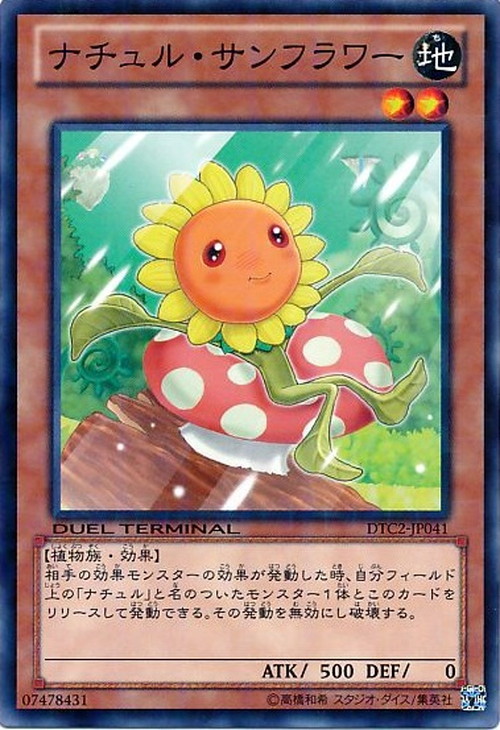 ナチュル・サンフラワー 地
DUEL TERMINAL DTC2-JP041
【植物族・効果】
相手の効果モンスターの効果が発動した時、自分フィールド
上の「ナチュル」と名のついたモンスター1体とこのカードを
リリースして発動できる。その発動を無効にし破壊する。
ATK/ 500 DEF/ 0
07478431 ©高橋和希 スタジオ・ダイス/集英社